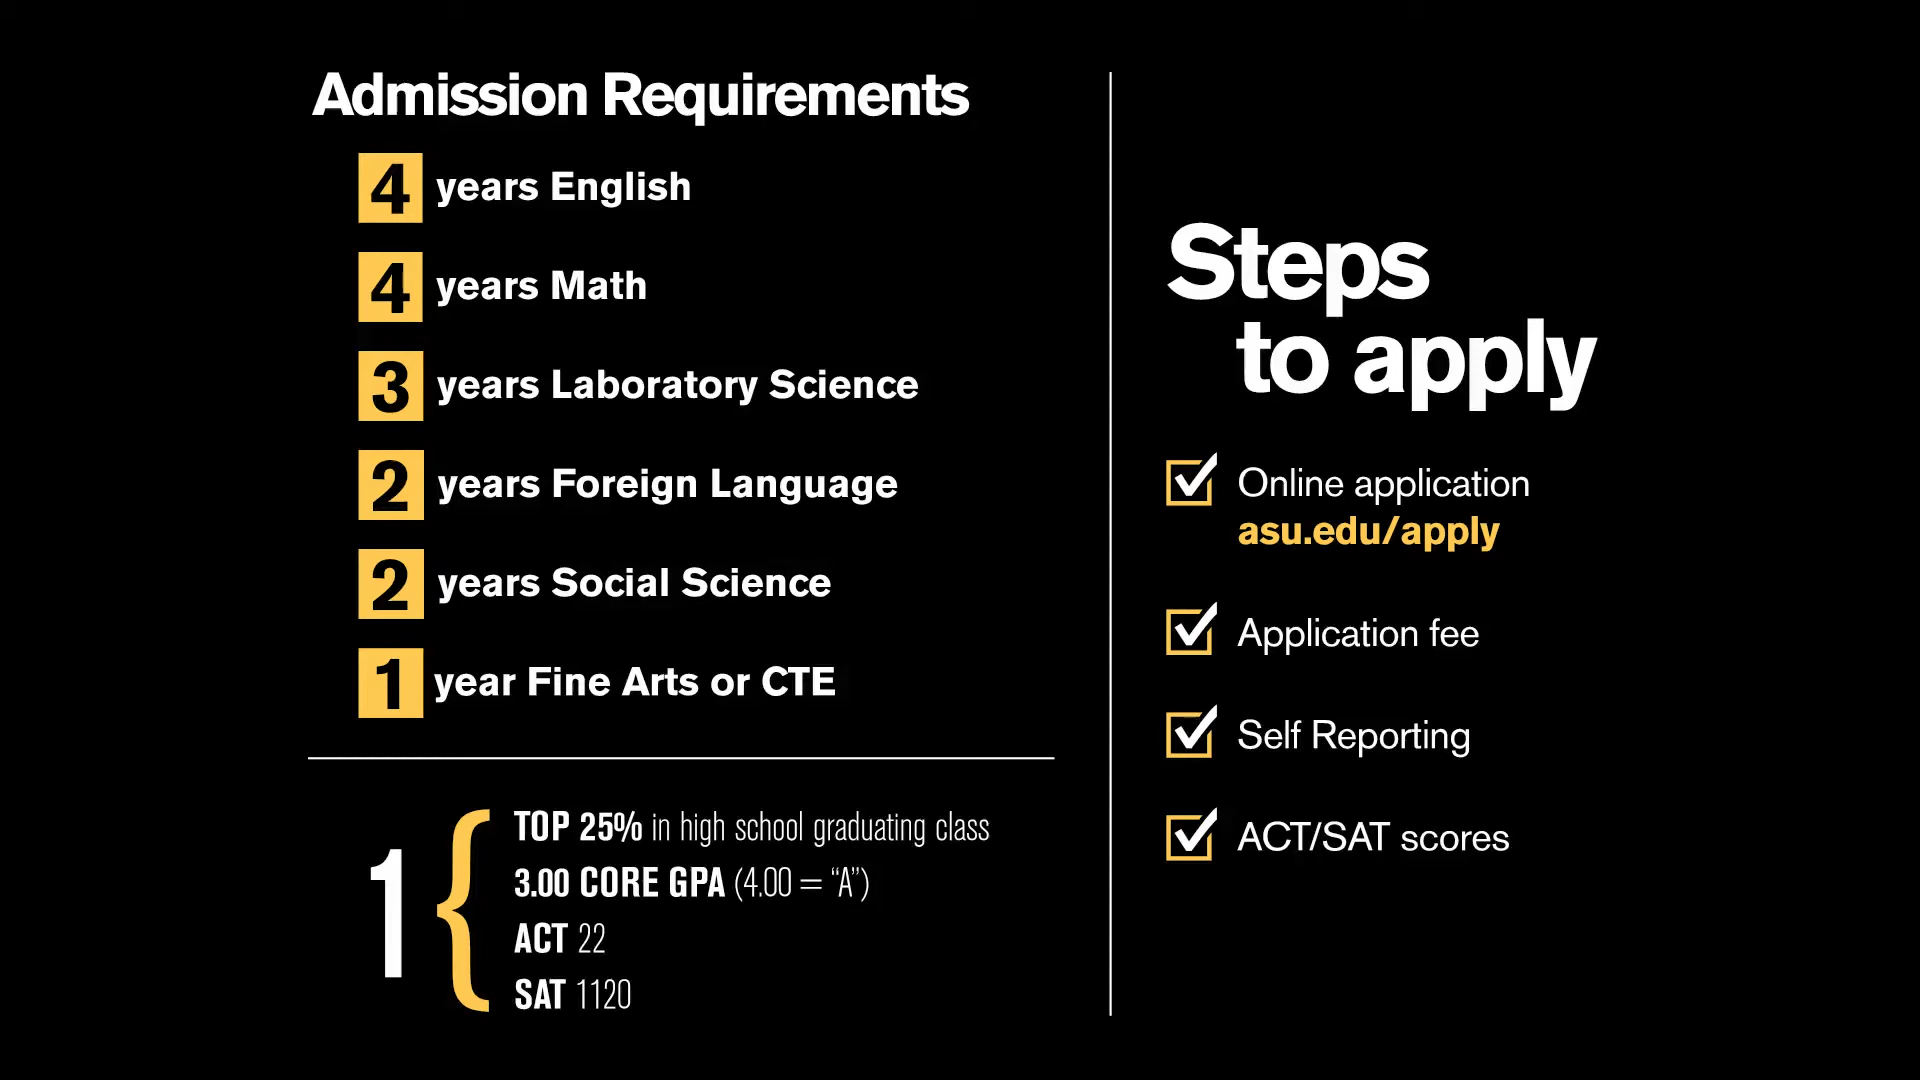 Admission Requirements
4 years English
4 years Math
3 years Laboratory Science
2 years Foreign Language
2 years Social Science
1 year Fine Arts or CTE
1 {
TOP 25% in high school graduating class
3.00 CORE GPA (4.00 = “A”)
ACT 22
SAT 1120
Steps
to apply
Online application
asu.edu/apply
Application fee
Self Reporting
ACT/SAT scores